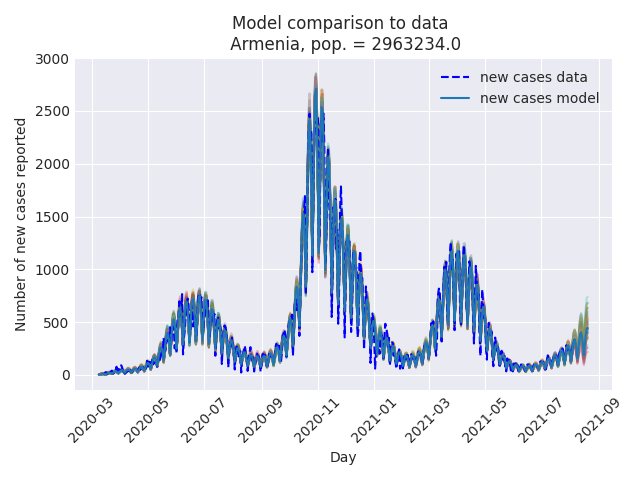 Model comparison to data
Armenia, pop. = 2963234.0
3000
2500
2000
1500
1000
500
0
Number of new cases reported
new cases data
new cases model
2020-03
2020-05
2020-07
2020-09
2020-11
2021-01
2021-03
2021-05
2021-07
2021-09
Day